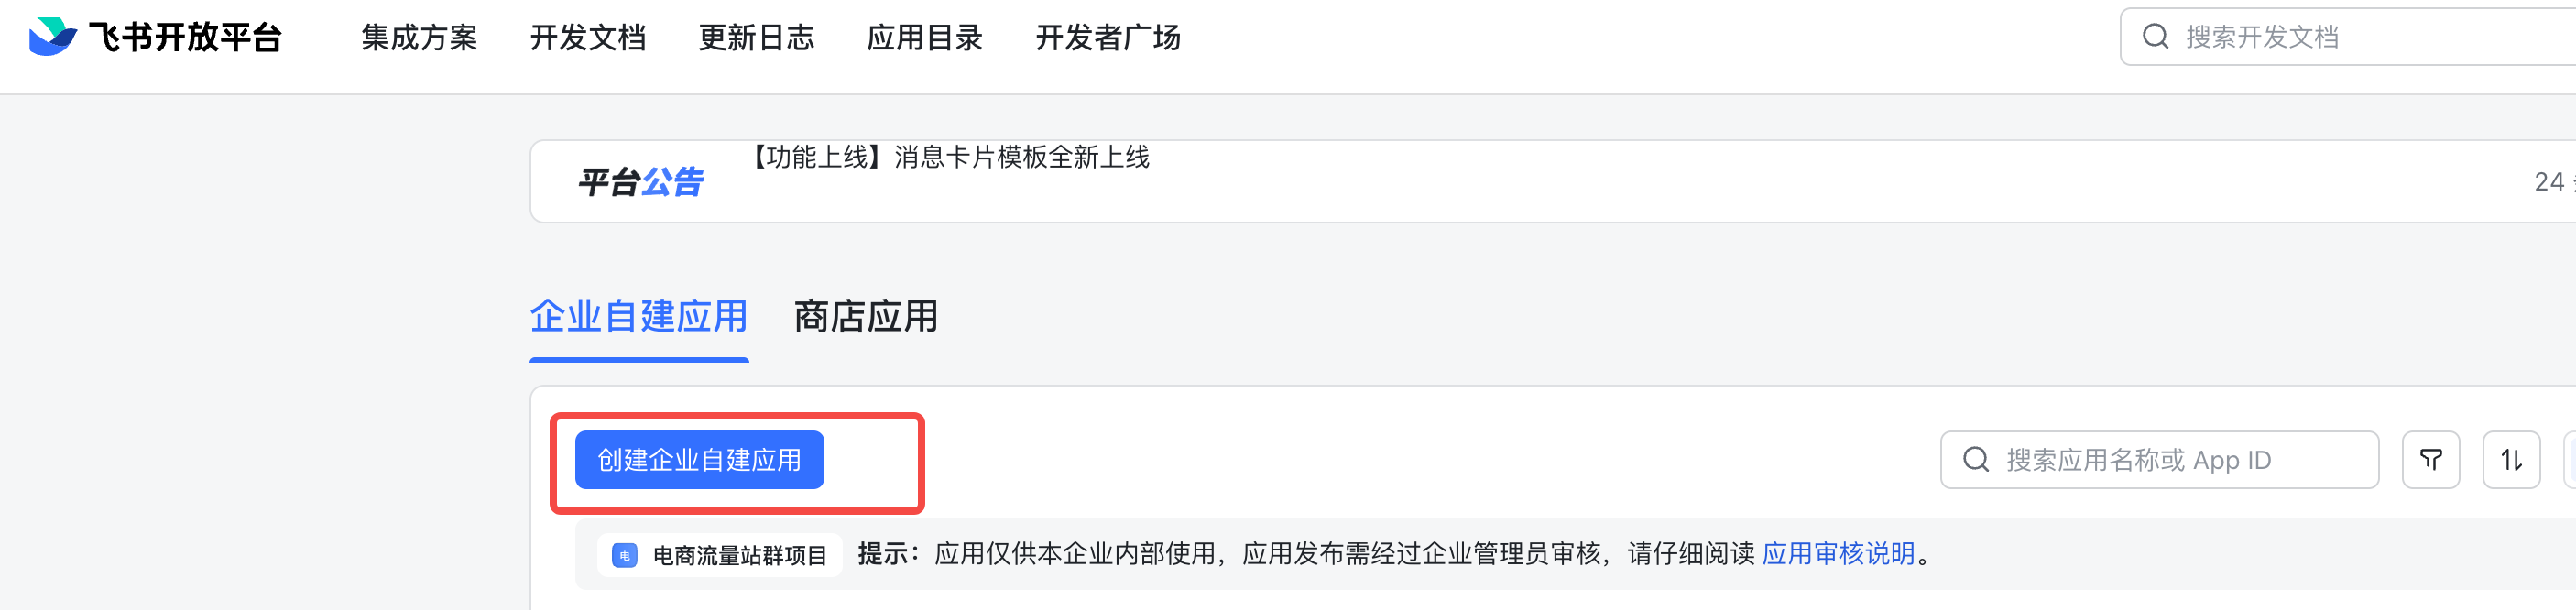 飞书开放平台 集成方案 开发文档 更新日志 应用目录 开发者广场 搜索开发文档
平台公告 【功能上线】消息卡片模板全新上线 24
企业自建应用 商店应用
创建企业自建应用 搜索应用名称或 App ID
电 电商流量站群项目 提示：应用仅供本企业内部使用，应用发布需经过企业管理员审核，请仔细阅读 应用审核说明。